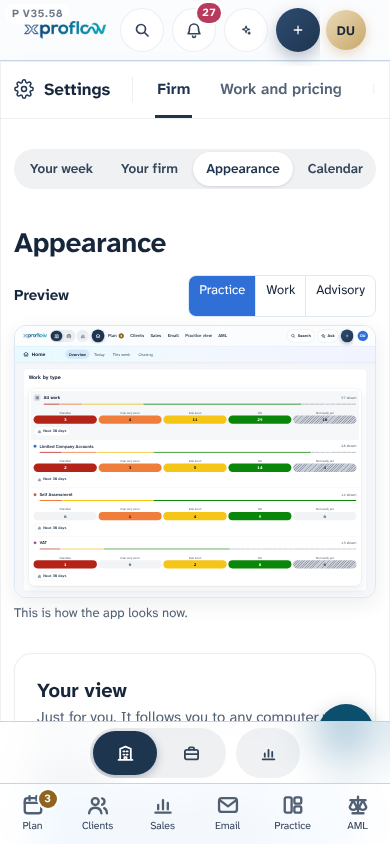 P V35.58
xproflow
27
DU
Settings
Firm
Work and pricing
Your week
Your firm
Appearance
Calendar
Appearance
Preview
Practice
Work
Advisory
xproflow
Plan
Clients
Sales
Email
Practice view
AML
Search
Ask
Home
Overview
Today
This week
Work by type
All work
Limited Company Accounts
Self Assessment
VAT
This is how the app looks now.
Your view
Just for you. It follows you to any computer
3
Plan
Clients
Sales
Email
Practice
AML